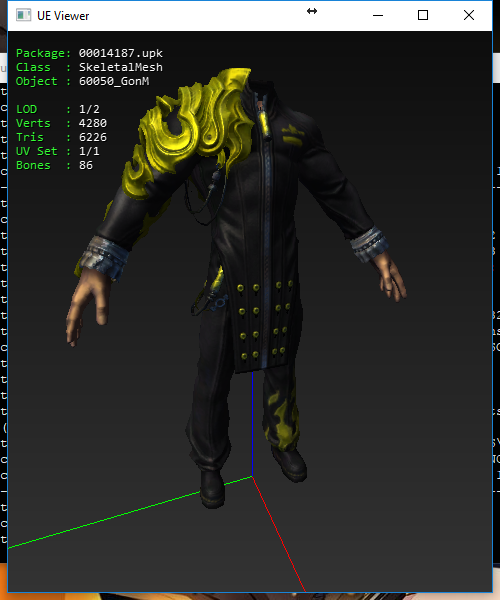 UE Viewer
Package: 00014187.upk
Class : SkeletalMesh
Object : 60050_GonM
LOD : 1/2
Verts : 4280
Tris : 6226
UV Set : 1/1
Bones : 86